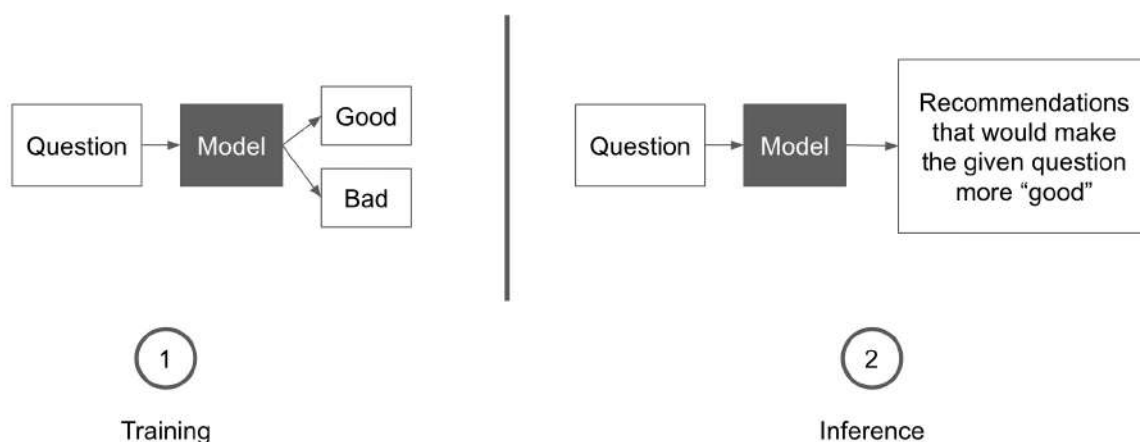 Question
Model
Good
Bad
1
Training
Question
Model
Recommendations
that would make
the given question
more “good”
2
Inference